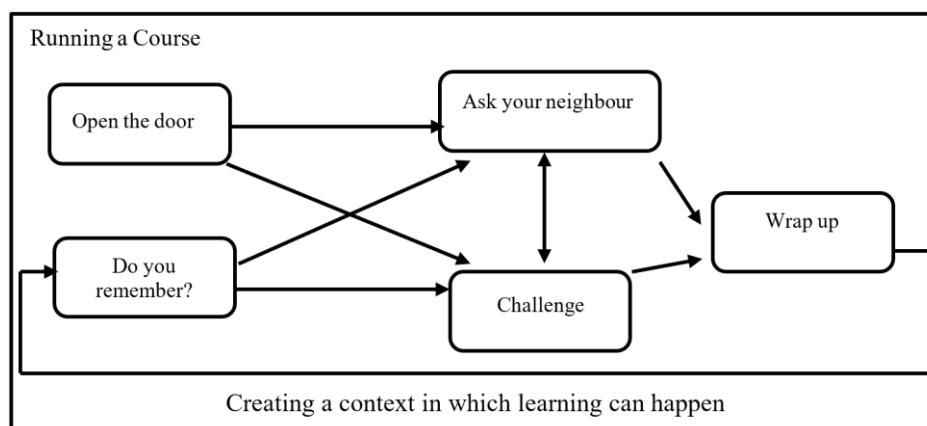 Running a Course
Open the door
Ask your neighbour
Wrap up
Do you
remember?
Challenge
Creating a context in which learning can happen